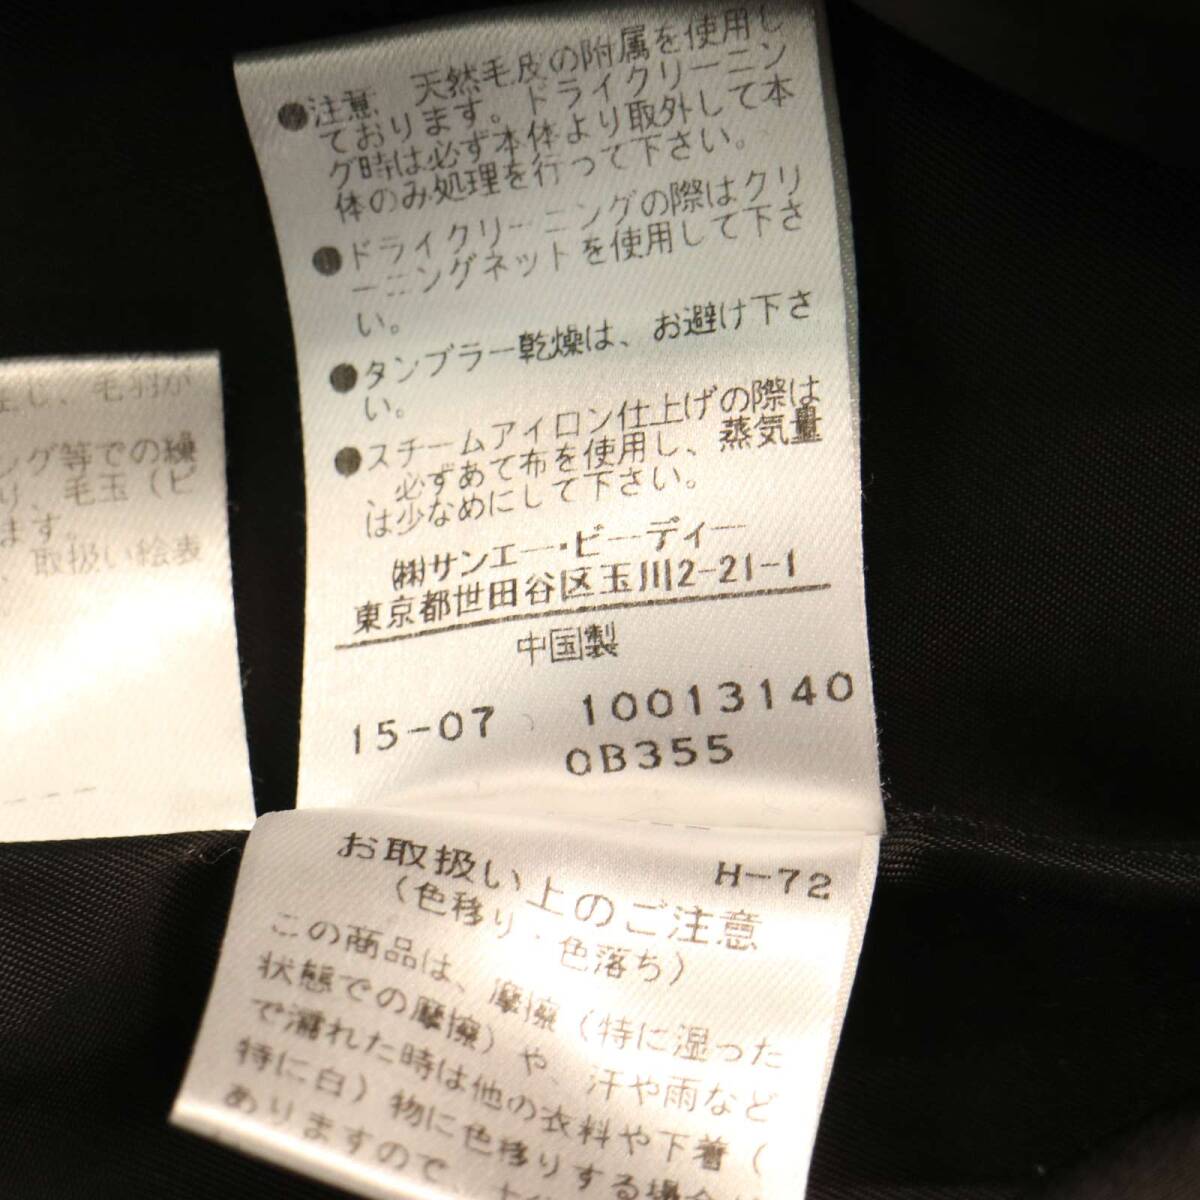 ●注意 天然毛皮の附属を使用し
ております。ドライクリーニン
グ時は必ず本体より取外して本
体のみ処理を行って下さい。
●ドライクリーニングの際はクリ
ーニングネットを使用して下さ
い。
●タンブラー乾燥は、お避け下さ
い。
●スチームアイロン仕上げの際は
、必ずあて布を使用し、蒸気量
は少なめにして下さい。
(株)サンエー・ビーディー
東京都世田谷区玉川2-21-1
中国製
15-07 10013140
0B355
じ、毛羽が
ング等での繰
り、毛玉(ピ
ます。
、取扱い絵表
----
H-72
お取扱い上のご注意
(色移り・色落ち)
この商品は、摩擦(特に湿った
状態での摩擦)や、汗や雨など
で濡れた時は他の衣料や下着(
特に白)物に色移りする場合が
ありますので、